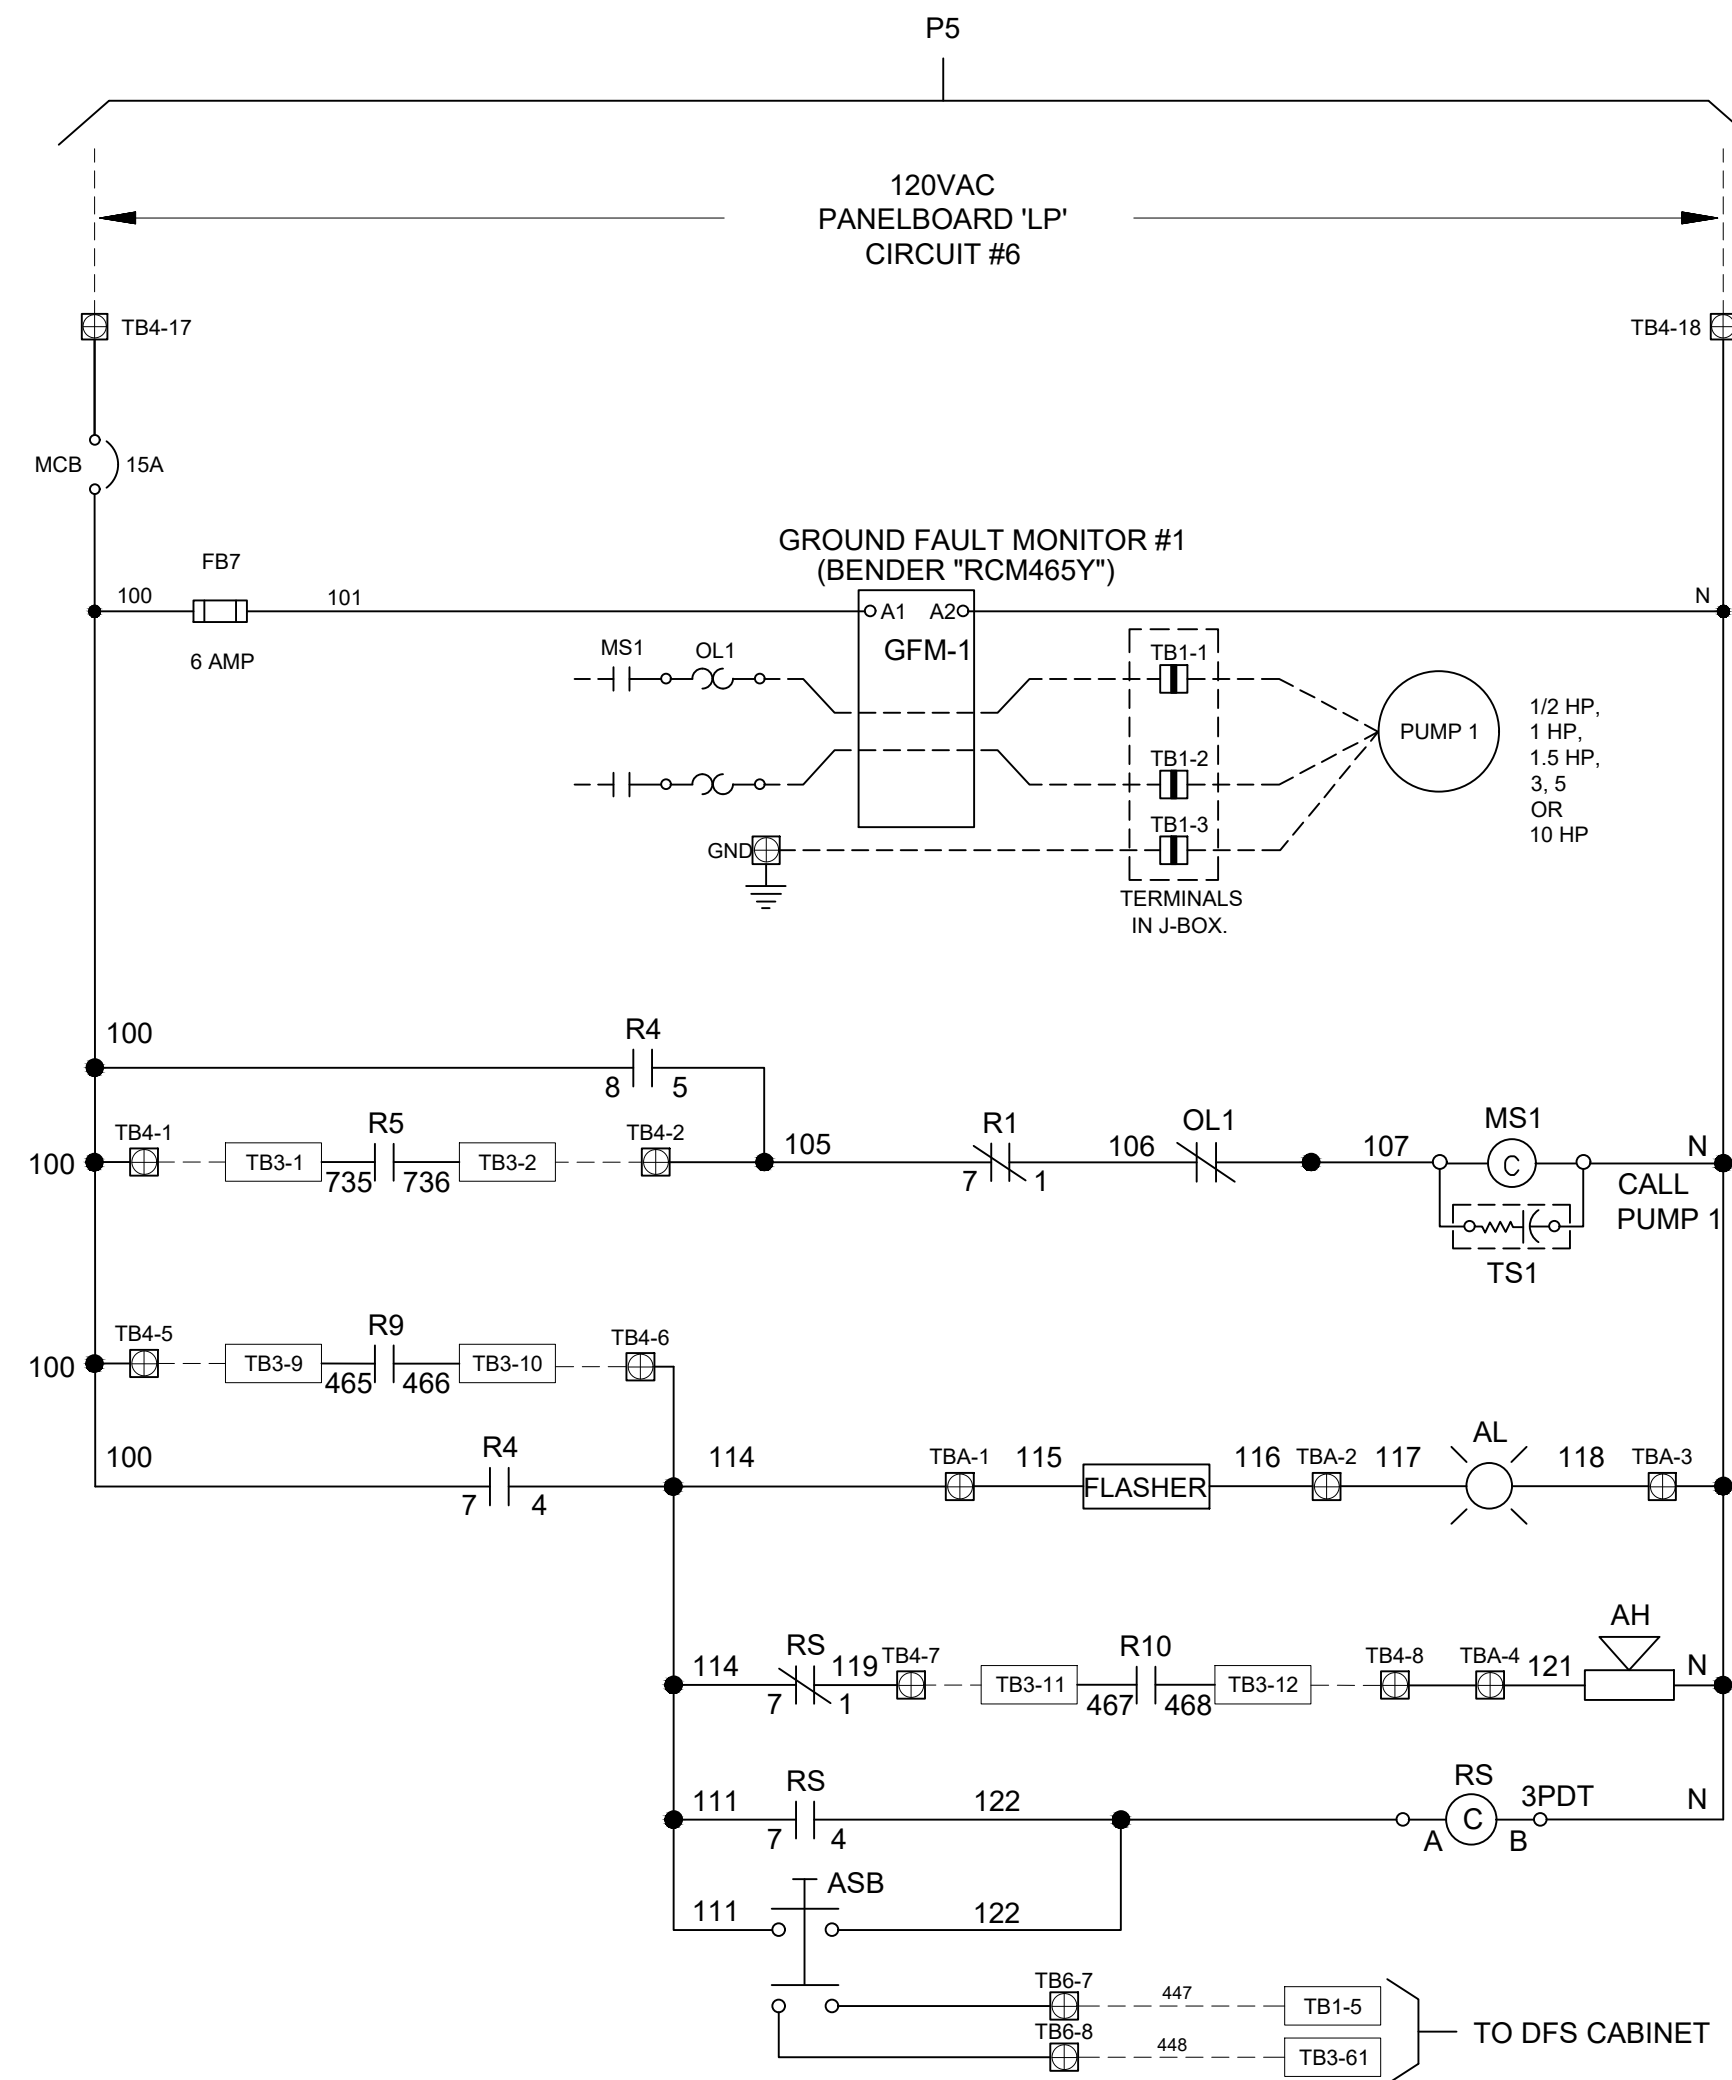 P5
120VAC
PANELBOARD 'LP'
CIRCUIT #6
TB4-17
TB4-18
MCB
15A
GROUND FAULT MONITOR #1
(BENDER "RCM465Y")
FB7
100
101
6 AMP
A1
A2
N
GFM-1
MS1
OL1
TB1-1
TB1-2
TB1-3
GND
TERMINALS
IN J-BOX.
PUMP 1
1/2 HP,
1 HP,
1.5 HP,
3, 5
OR
10 HP
100
R4
8
5
100
TB4-1
TB3-1
R5
735
736
TB3-2
TB4-2
105
R1
7
1
106
OL1
107
MS1
C
N
CALL
PUMP 1
TS1
100
TB4-5
TB3-9
R9
465
466
TB3-10
TB4-6
100
R4
7
4
114
TBA-1
115
FLASHER
116
TBA-2
117
AL
118
TBA-3
114
RS
7
1
119
TB4-7
TB3-11
R10
467
468
TB3-12
TB4-8
TBA-4
121
AH
N
111
RS
7
4
122
RS
A
C
B
3PDT
N
ASB
111
122
TB6-7
447
TB1-5
TB6-8
448
TB3-61
TO DFS CABINET